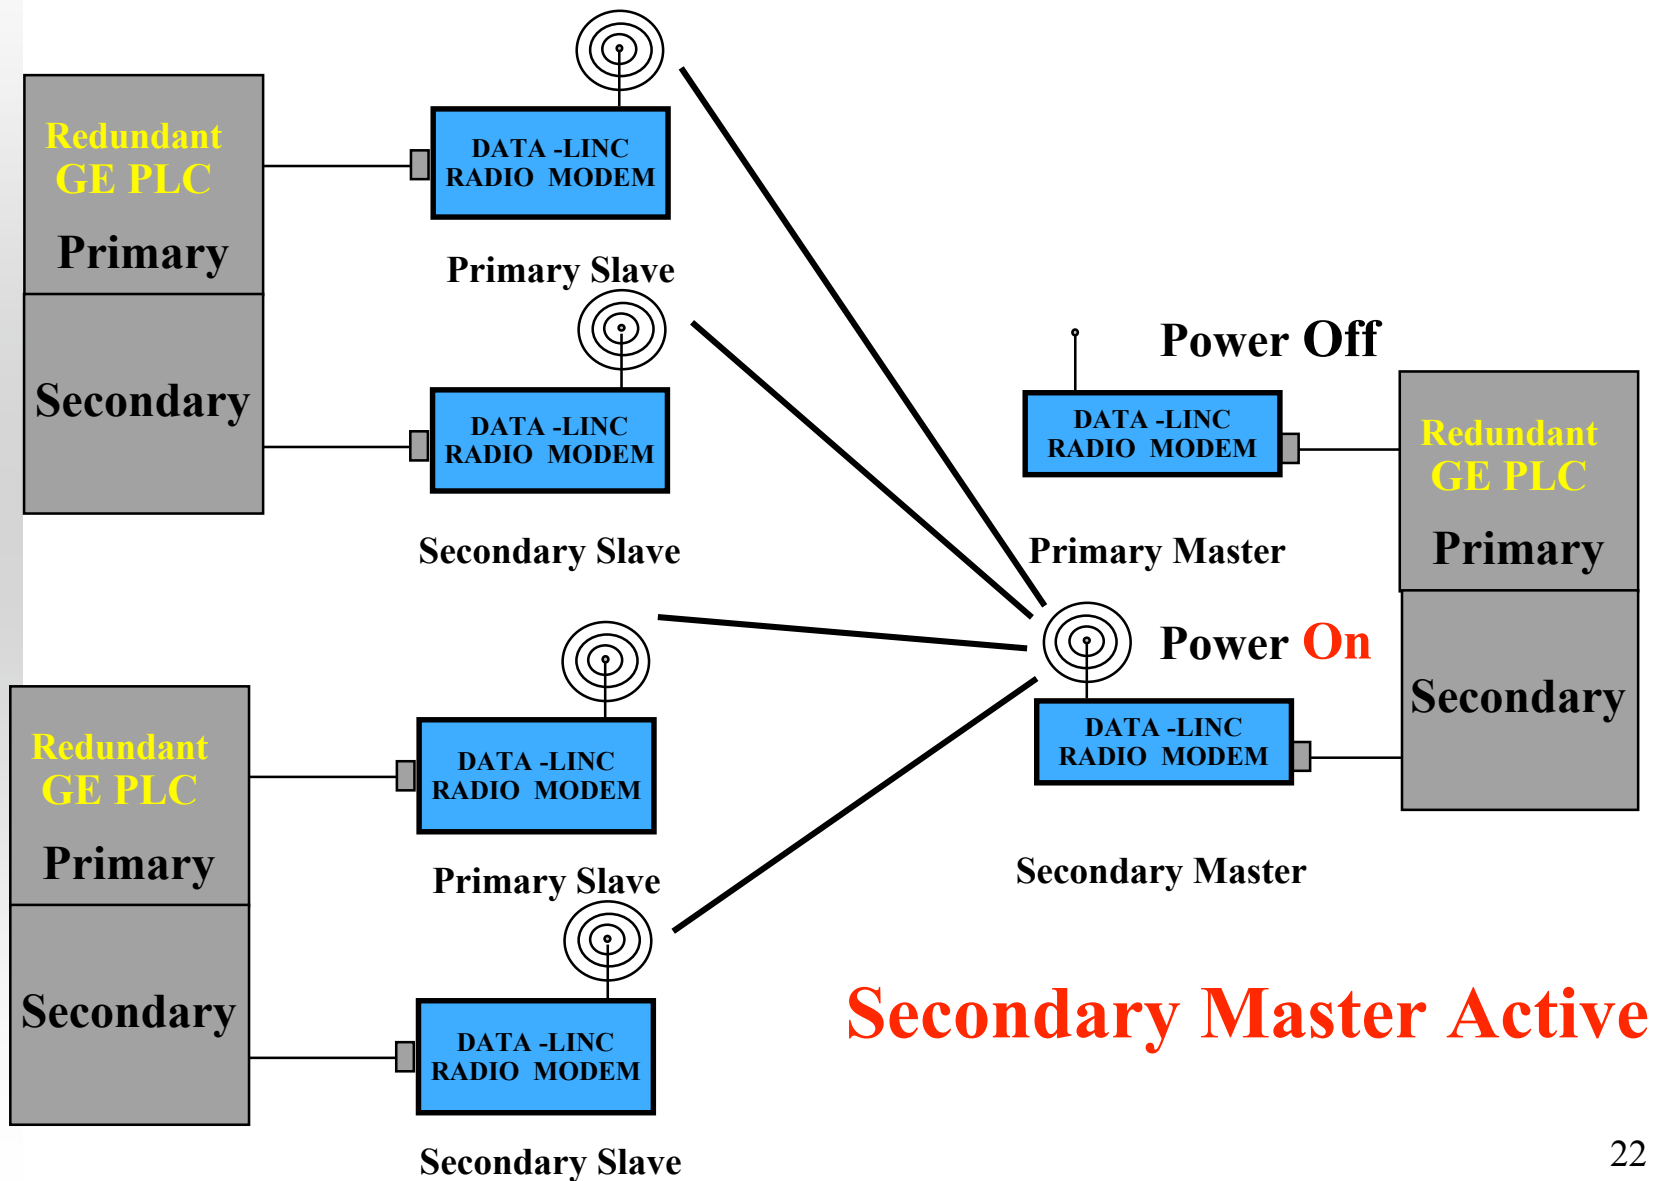 Redundant
GE PLC
Primary
Secondary
DATA -LINC
RADIO MODEM
Primary Slave
DATA -LINC
RADIO MODEM
Secondary Slave
Redundant
GE PLC
Primary
Secondary
DATA -LINC
RADIO MODEM
Primary Slave
DATA -LINC
RADIO MODEM
Secondary Slave
Power Off
DATA -LINC
RADIO MODEM
Primary Master
Power On
DATA -LINC
RADIO MODEM
Secondary Master
Redundant
GE PLC
Primary
Secondary
Secondary Master Active
22